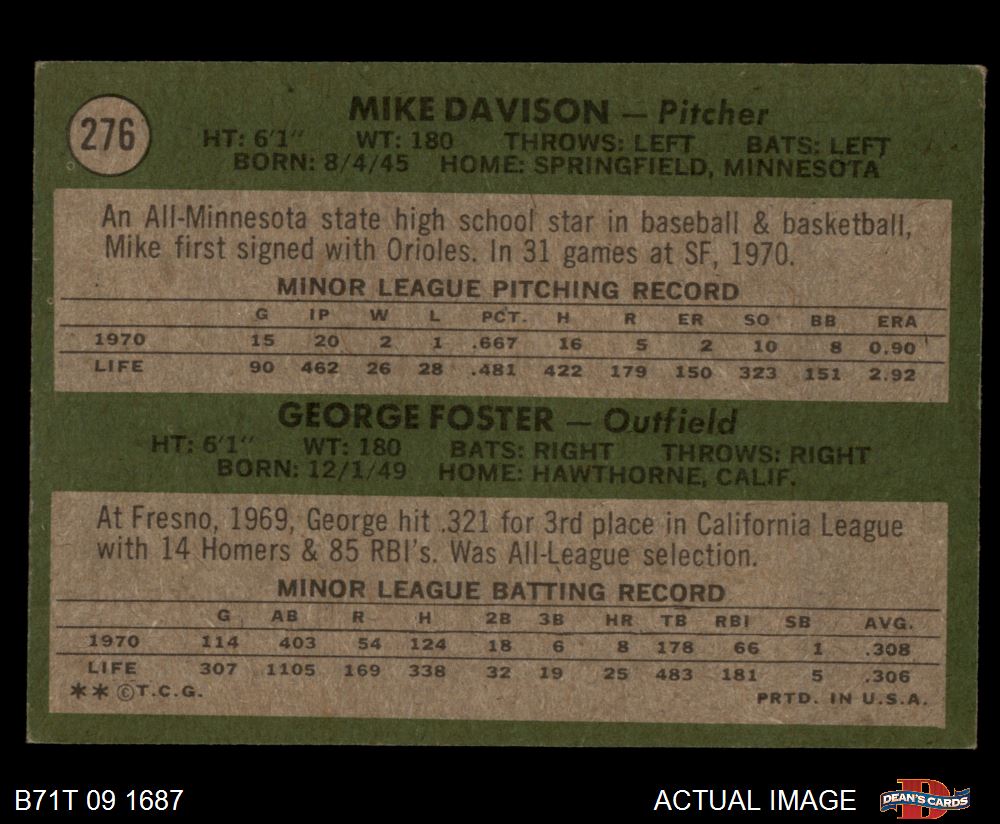 276
MIKE DAVISON — Pitcher
HT: 6'1" WT: 180 THROWS: LEFT BATS: LEFT
BORN: 8/4/45 HOME: SPRINGFIELD, MINNESOTA
An All-Minnesota state high school star in baseball & basketball,
Mike first signed with Orioles. In 31 games at SF, 1970.
MINOR LEAGUE PITCHING RECORD
G IP W L PCT. H R ER SO BB ERA
1970 15 20 2 1 .667 16 5 2 10 8 0.90
LIFE 90 462 26 28 .481 422 179 150 323 151 2.92
GEORGE FOSTER — Outfield
HT: 6'1" WT: 180 BATS: RIGHT THROWS: RIGHT
BORN: 12/1/49 HOME: HAWTHORNE, CALIF.
At Fresno, 1969, George hit .321 for 3rd place in California League
with 14 Homers & 85 RBI's. Was All-League selection.
MINOR LEAGUE BATTING RECORD
G AB R H 2B 3B HR TB RBI SB AVG.
1970 114 403 54 124 18 6 8 178 66 1 .308
LIFE 307 1105 169 338 32 19 25 483 181 5 .306
** ©T.C.G. PRTD. IN U.S.A.
B71T 09 1687 ACTUAL IMAGE DEAN'S CARDS